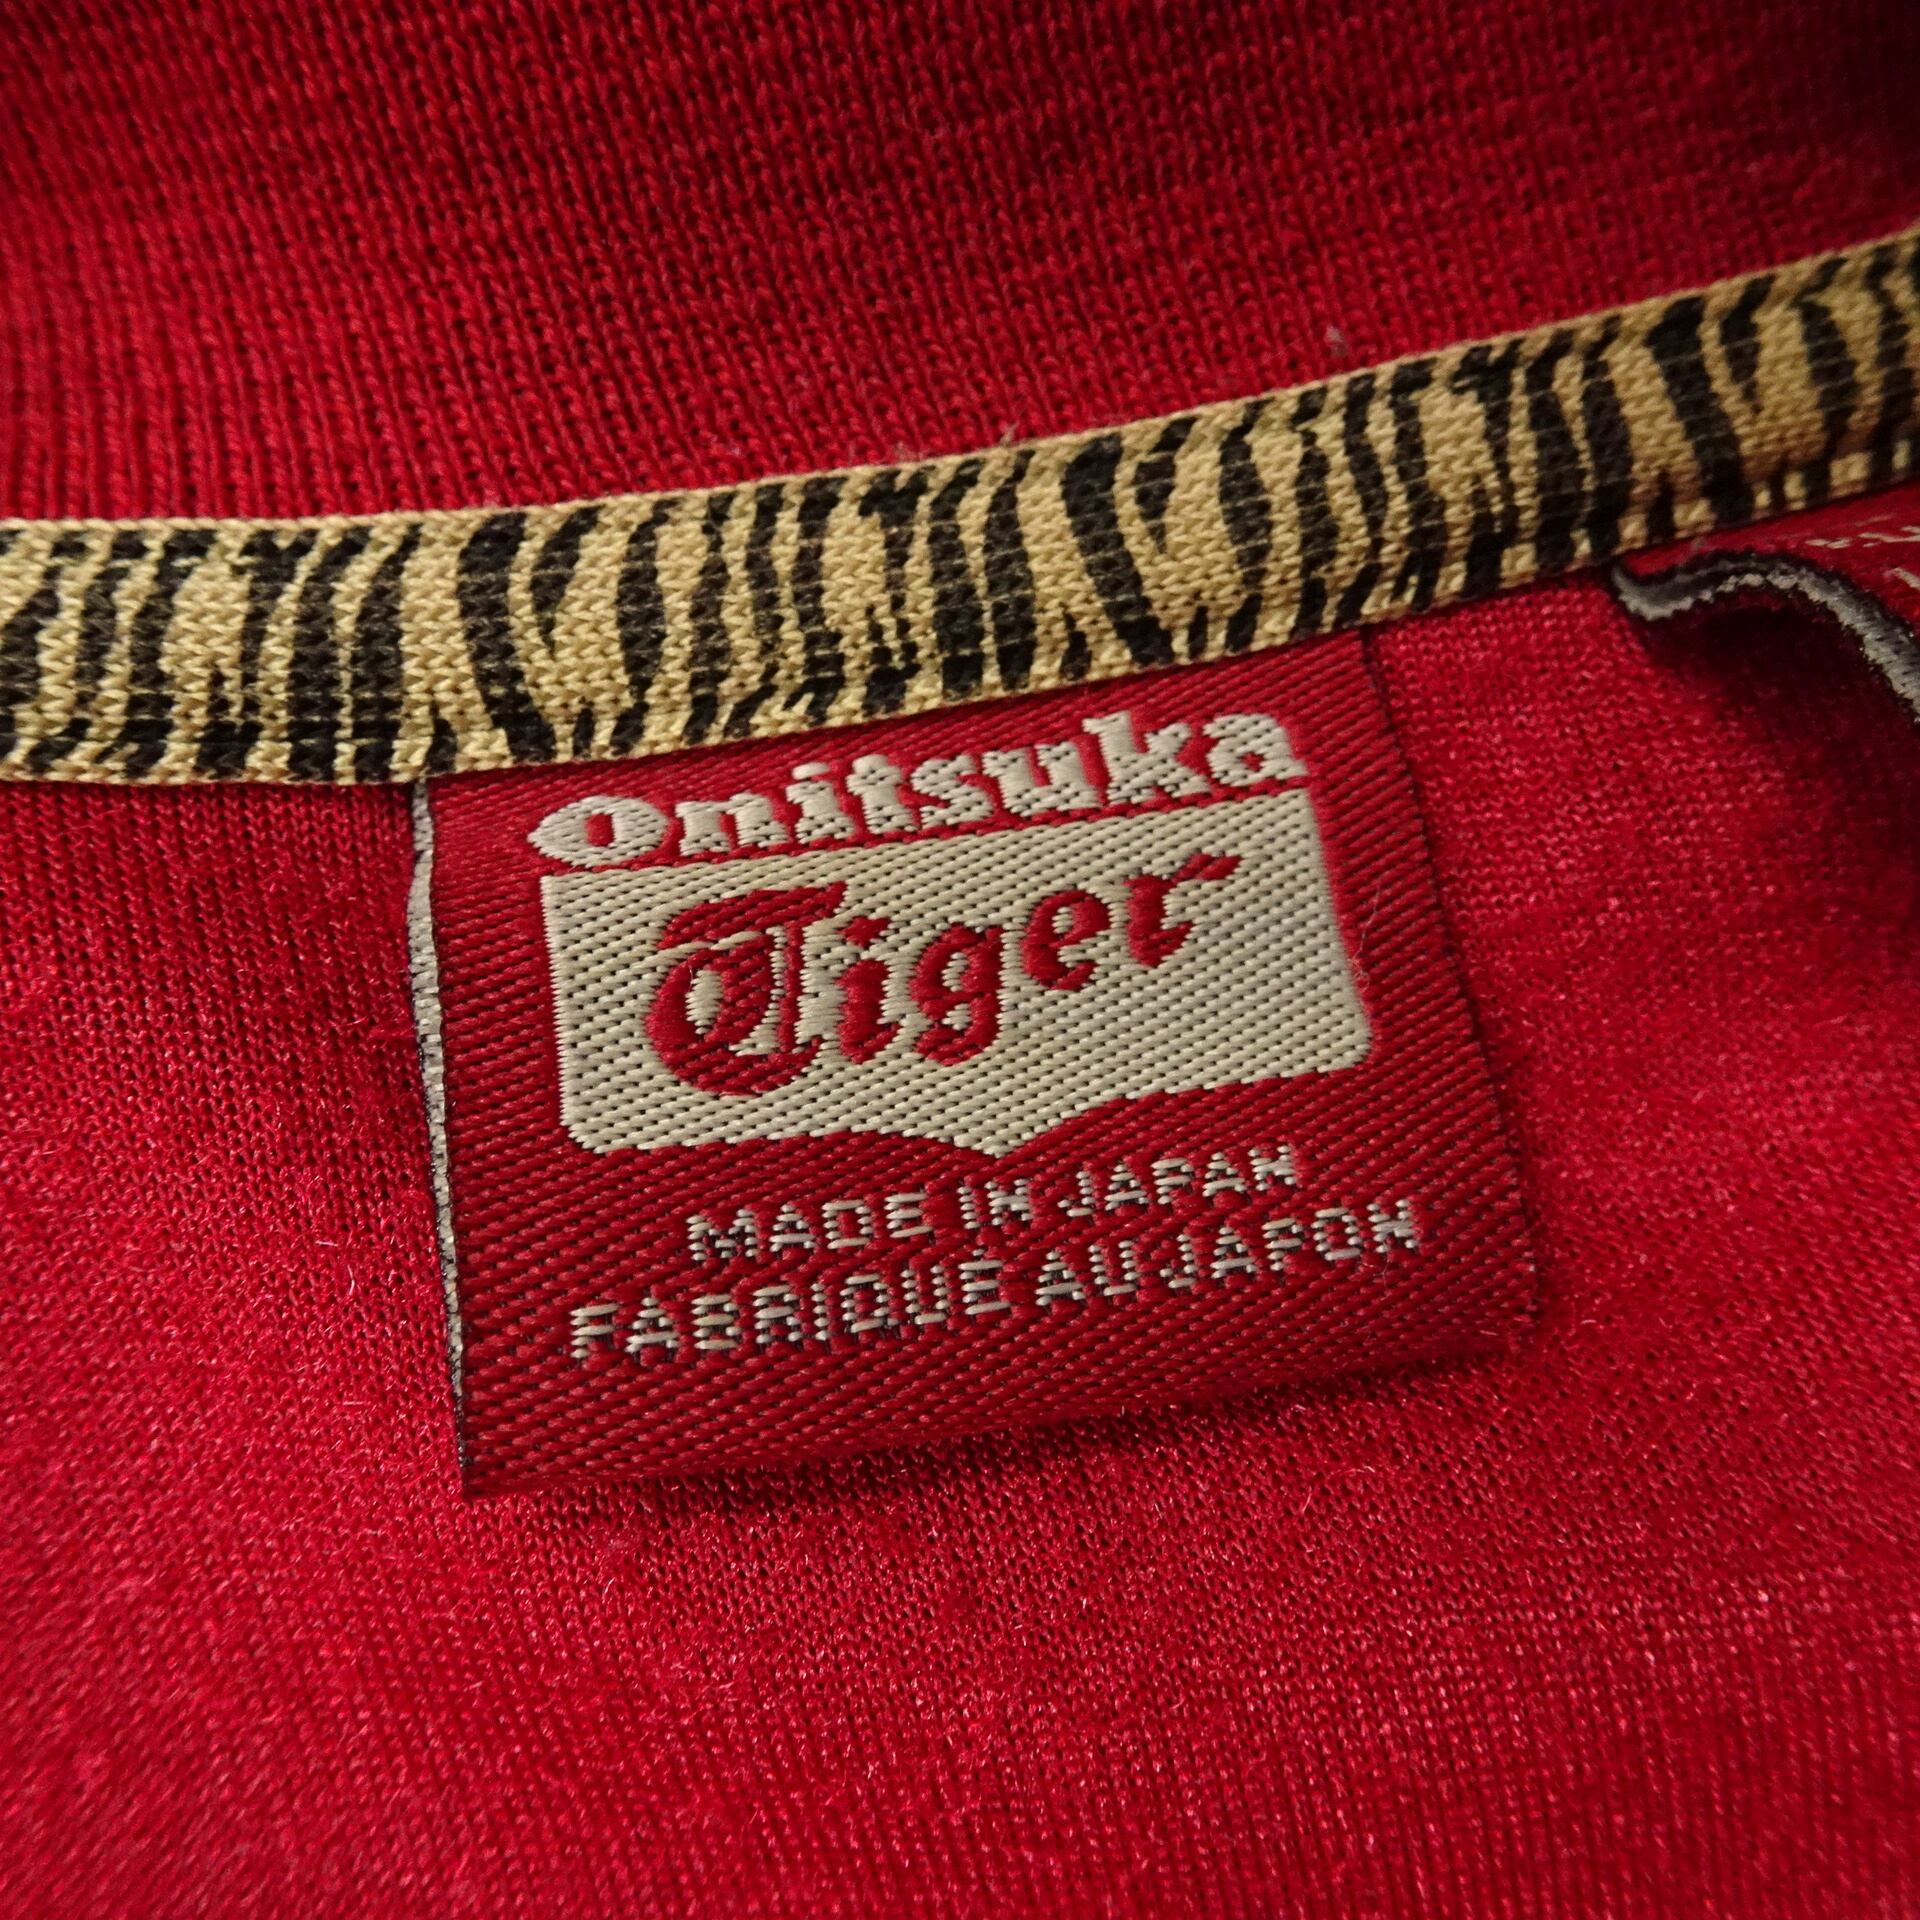 Onitsuka
Tiger
MADE IN JAPAN
FABRIQUÉ AU JAPON